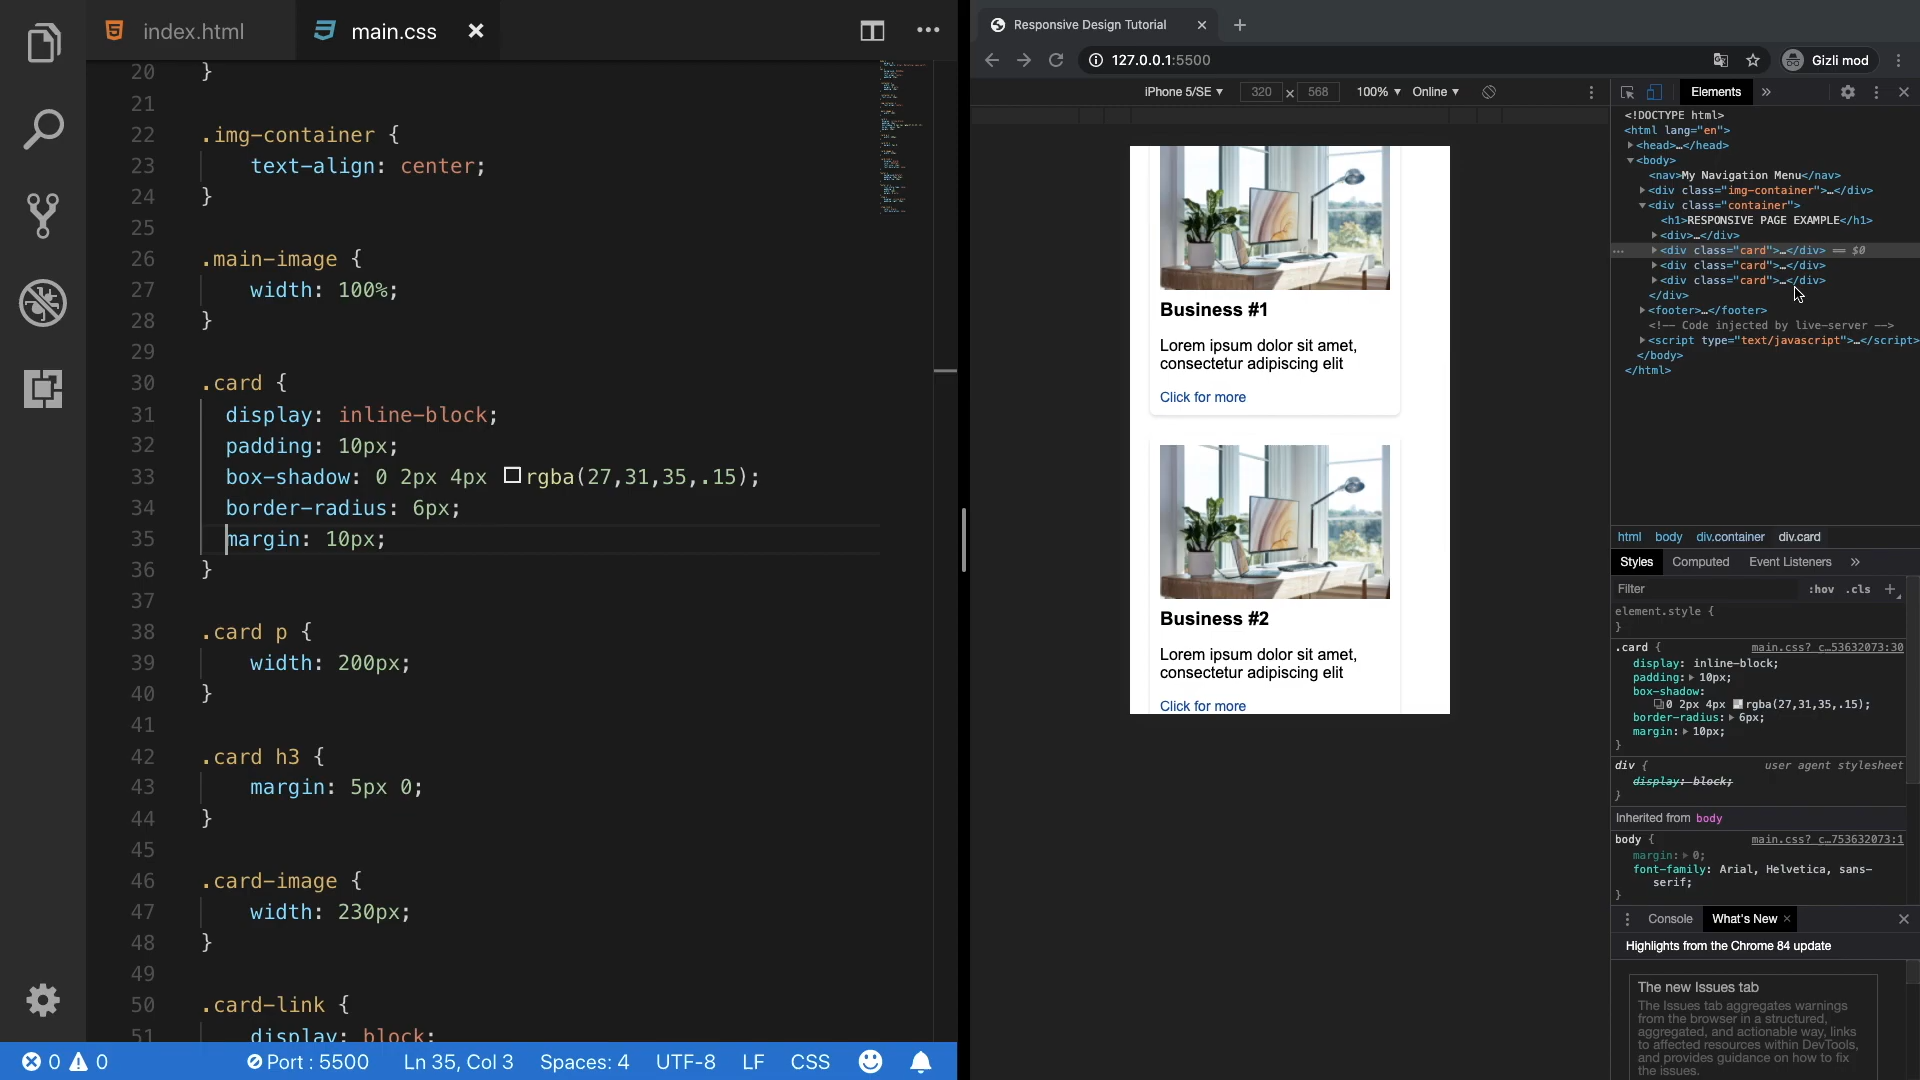 index.html
main.css
20 }
21
22 .img-container {
23 text-align: center;
24 }
25
26 .main-image {
27 width: 100%;
28 }
29
30 .card {
31 display: inline-block;
32 padding: 10px;
33 box-shadow: 0 2px 4px rgba(27,31,35,.15);
34 border-radius: 6px;
35 margin: 10px;
36 }
37
38 .card p {
39 width: 200px;
40 }
41
42 .card h3 {
43 margin: 5px 0;
44 }
45
46 .card-image {
47 width: 230px;
48 }
49
50 .card-link {
51 display: block;
0 0 Port : 5500 Ln 35, Col 3 Spaces: 4 UTF-8 LF CSS
Responsive Design Tutorial
127.0.0.1:5500
Gizli mod
iPhone 5/SE 320 x 568 100% Online
Business #1
Lorem ipsum dolor sit amet,
consectetur adipiscing elit
Click for more
Business #2
Lorem ipsum dolor sit amet,
consectetur adipiscing elit
Click for more
Elements »
<!DOCTYPE html>
<html lang="en">
<head>…</head>
<body>
<nav>My Navigation Menu</nav>
<div class="img-container">…</div>
<div class="container">
<h1>RESPONSIVE PAGE EXAMPLE</h1>
<div>…</div>
… <div class="card">…</div> == $0
<div class="card">…</div>
<div class="card">…</div>
</div>
<footer>…</footer>
<!-- Code injected by live-server -->
<script type="text/javascript">…</script>
</body>
</html>
html body div.container div.card
Styles Computed Event Listeners »
Filter :hov .cls +
element.style {
}
.card { main.css? c…53632073:30
display: inline-block;
padding: 10px;
box-shadow:
0 2px 4px rgba(27,31,35,.15);
border-radius: 6px;
margin: 10px;
}
div { user agent stylesheet
display: block;
}
Inherited from body
body { main.css? c…753632073:1
margin: 0;
font-family: Arial, Helvetica, sans-
serif;
}
Console What's New
Highlights from the Chrome 84 update
The new Issues tab
The Issues tab aggregates warnings
from the browser in a structured,
aggregated, and actionable way, links
to affected resources within DevTools,
and provides guidance on how to fix
the issues.